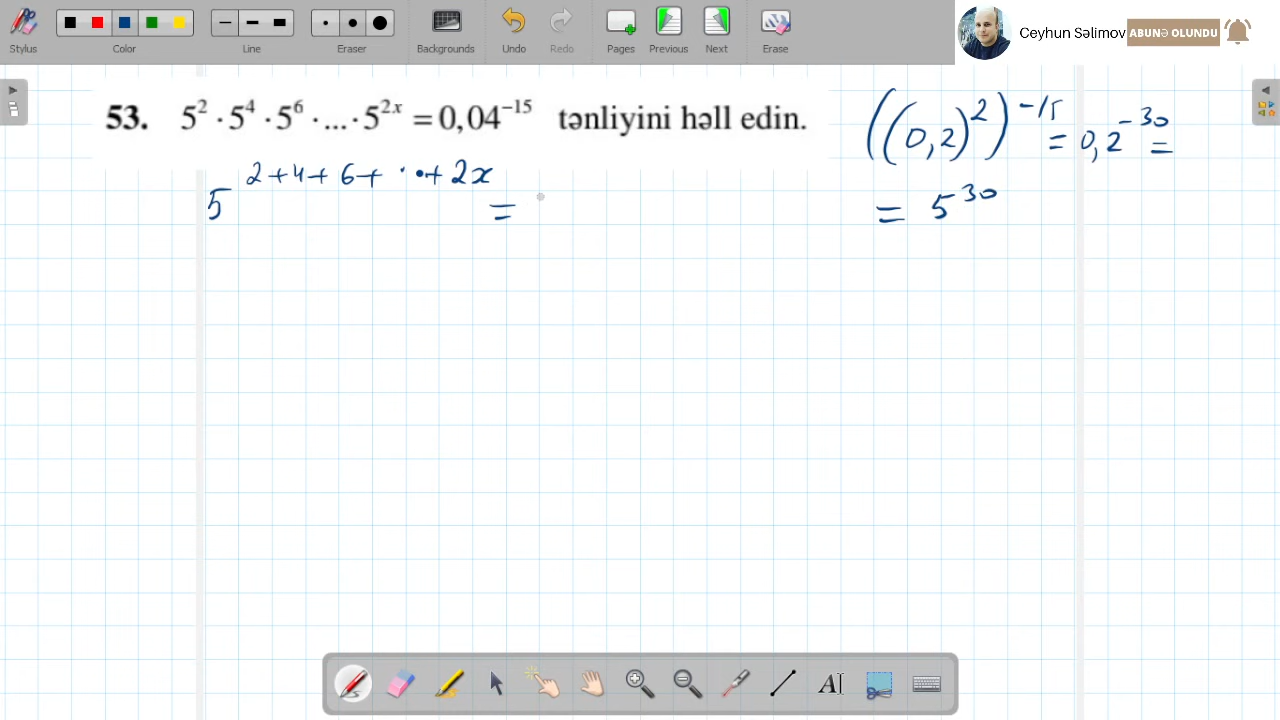 Stylus Color Line Eraser Backgrounds Undo Redo Pages Previous Next Erase
Ceyhun Səlimov ABUNƏ OLUNDU
53. 5² · 5⁴ · 5⁶ · ... · 5²ˣ = 0,04⁻¹⁵ tənliyini həll edin.
5^(2+4+6+...+2x) =
((0,2)²)⁻¹⁵ = 0,2⁻³⁰ =
= 5³⁰
AI